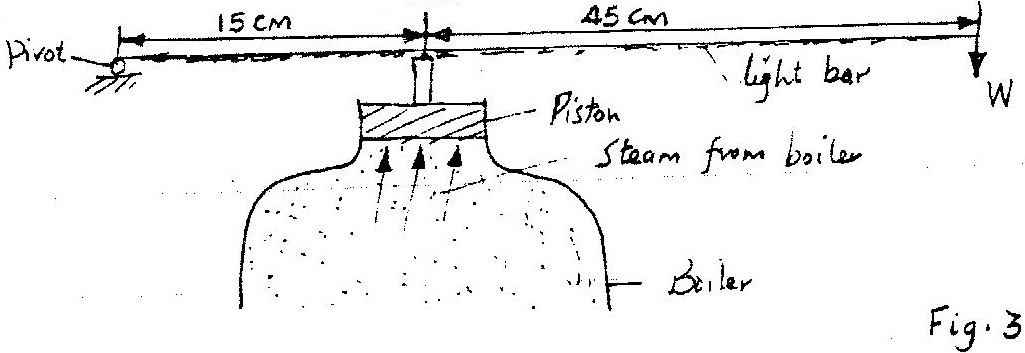 15 cm
45 cm
Pivot
light bar
W
Piston
Steam from boiler
Boiler
Fig. 3